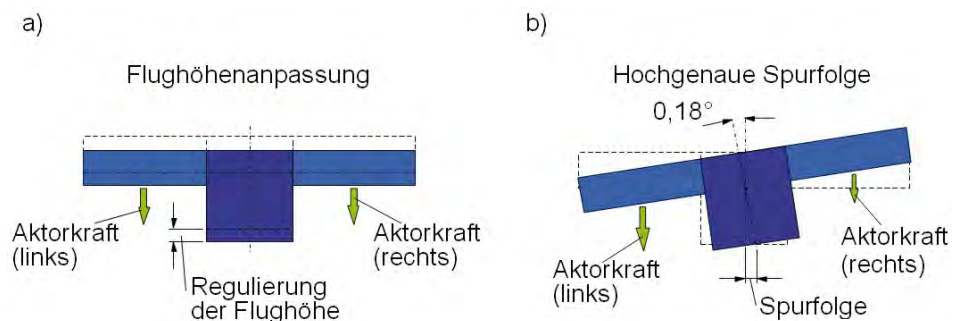 a)
Flughöhenanpassung
Aktorkraft
(links)
Aktorkraft
(rechts)
Regulierung
der Flughöhe
b)
Hochgenaue Spurfolge
0,18°
Aktorkraft
(links)
Aktorkraft
(rechts)
Spurfolge